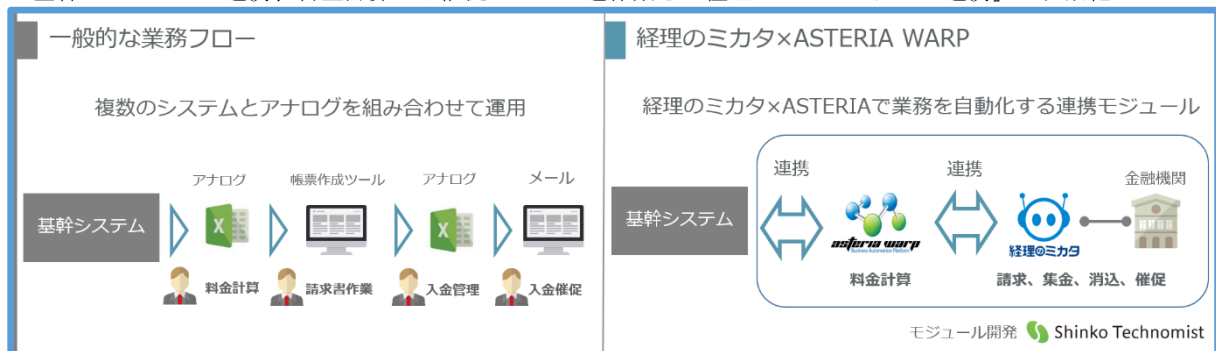 一般的な業務フロー
複数のシステムとアナログを組み合わせて運用
アナログ
帳票作成ツール
アナログ
メール
基幹システム
料金計算
請求書作業
入金管理
入金催促
経理のミカタ×ASTERIA WARP
経理のミカタ×ASTERIAで業務を自動化する連携モジュール
連携
連携
金融機関
基幹システム
asteria warp
Business Automation Platform
経理のミカタ
料金計算
請求、集金、消込、催促
モジュール開発 Shinko Technomist